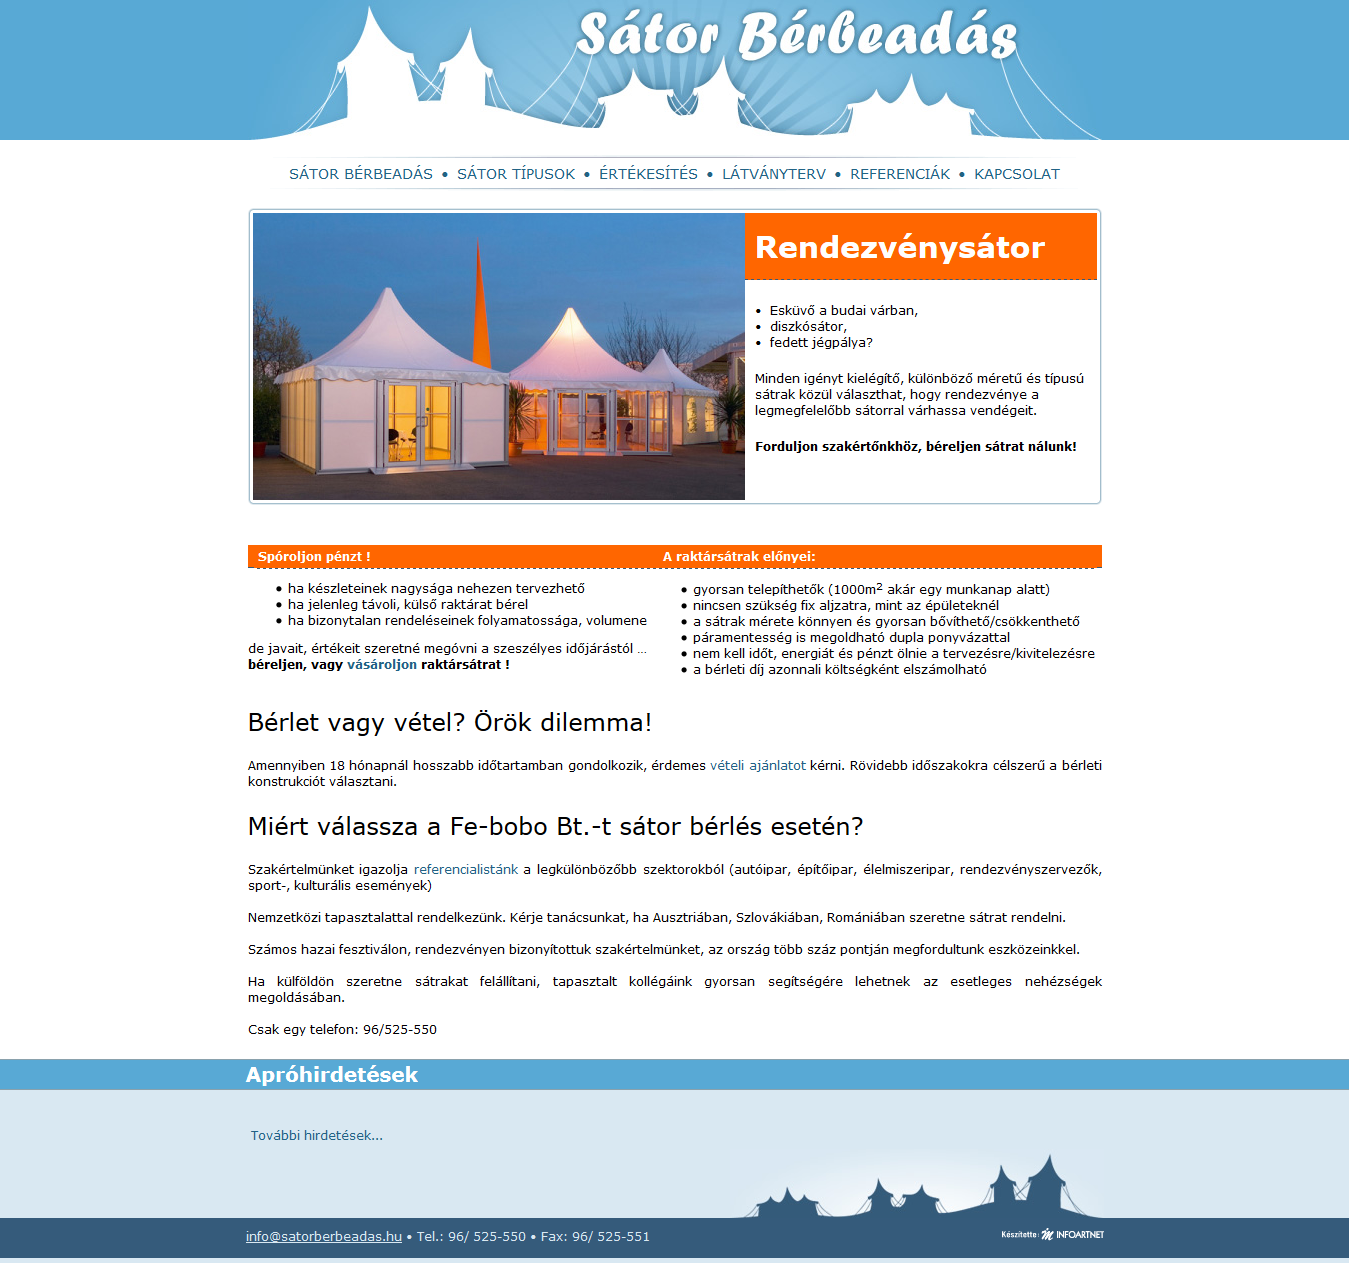 Sátor Bérbeadás
SÁTOR BÉRBEADÁS • SÁTOR TÍPUSOK • ÉRTÉKESÍTÉS • LÁTVÁNYTERV • REFERENCIÁK • KAPCSOLAT
Rendezvénysátor
• Esküvő a budai várban,
• diszkósátor,
• fedett jégpálya?
Minden igényt kielégítő, különböző méretű és típusú
sátrak közül választhat, hogy rendezvénye a
legmegfelelőbb sátorral várhassa vendégeit.
Forduljon szakértőnkhöz, béreljen sátrat nálunk!
Spóroljon pénzt !
• ha készleteinek nagysága nehezen tervezhető
• ha jelenleg távoli, külső raktárat bérel
• ha bizonytalan rendeléseinek folyamatossága, volumene
de javait, értékeit szeretné megóvni a szeszélyes időjárástól ...
béreljen, vagy vásároljon raktársátrat !
A raktársátrak előnyei:
• gyorsan telepíthetők (1000m² akár egy munkanap alatt)
• nincsen szükség fix aljzatra, mint az épületeknél
• a sátrak mérete könnyen és gyorsan bővíthető/csökkenthető
• páramentesség is megoldható dupla ponyvázattal
• nem kell időt, energiát és pénzt ölnie a tervezésre/kivitelezésre
• a bérleti díj azonnali költségként elszámolható
Bérlet vagy vétel? Örök dilemma!
Amennyiben 18 hónapnál hosszabb időtartamban gondolkozik, érdemes vételi ajánlatot kérni. Rövidebb időszakokra célszerű a bérleti
konstrukciót választani.
Miért válassza a Fe-bobo Bt.-t sátor bérlés esetén?
Szakértelmünket igazolja referencialistánk a legkülönbözőbb szektorokból (autóipar, építőipar, élelmiszeripar, rendezvényszervezők,
sport-, kulturális események)
Nemzetközi tapasztalattal rendelkezünk. Kérje tanácsunkat, ha Ausztriában, Szlovákiában, Romániában szeretne sátrat rendelni.
Számos hazai fesztiválon, rendezvényen bizonyítottuk szakértelmünket, az ország több száz pontján megfordultunk eszközeinkkel.
Ha külföldön szeretne sátrakat felállítani, tapasztalt kollégáink gyorsan segítségére lehetnek az esetleges nehézségek
megoldásában.
Csak egy telefon: 96/525-550
Apróhirdetések
További hirdetések...
info@satorberbeadas.hu • Tel.: 96/ 525-550 • Fax: 96/ 525-551
Készítette: INFOARTNET